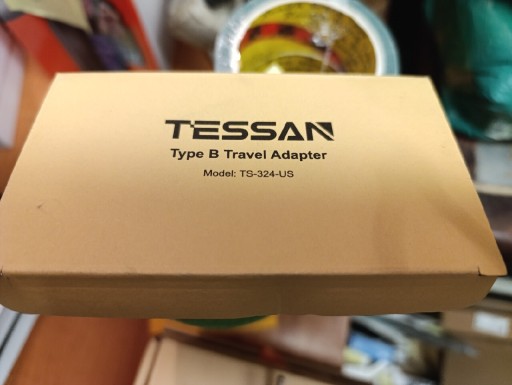 TESSAN
Type B Travel Adapter
Model: TS-324-US